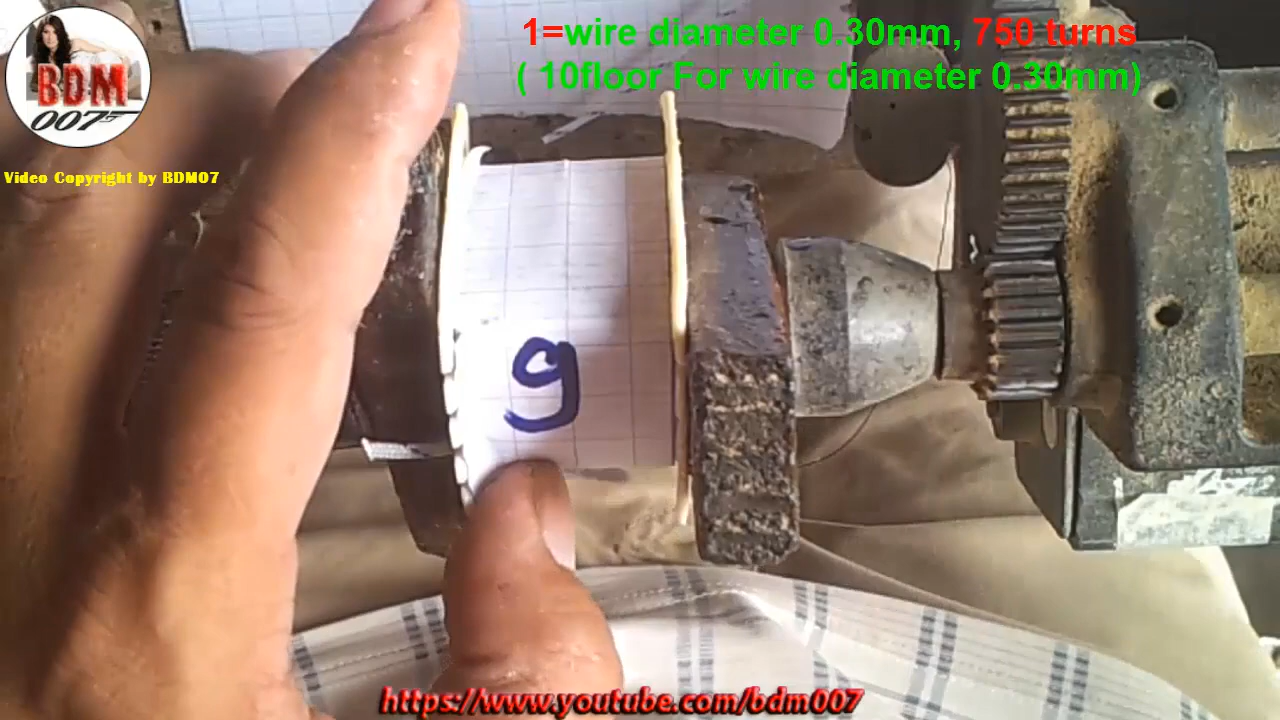 1=wire diameter 0.30mm, 750 turns
( 10floor For wire diameter 0.30mm)
BDM
007
Video Copyright by BDM07
9
https://www.youtube.com/bdm007